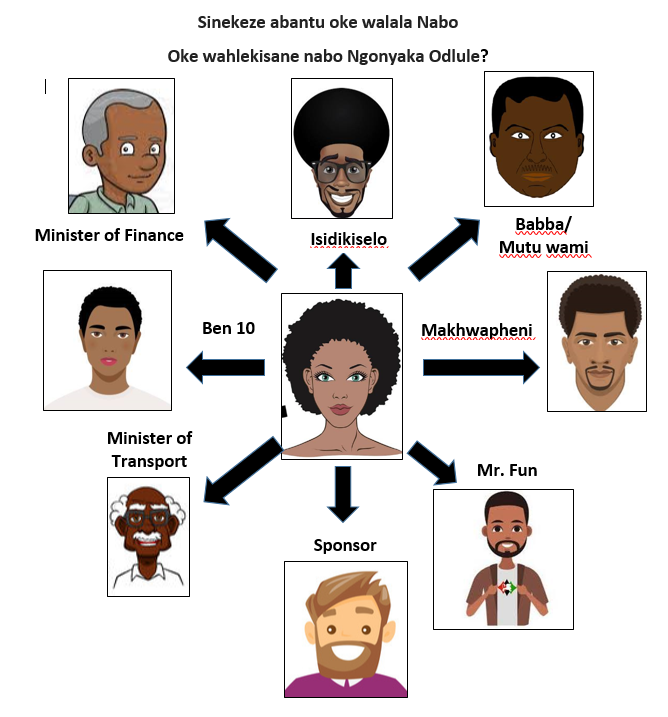 Sinekeze abantu oke walala Nabo
Oke wahlekisane nabo Ngonyaka Odlule?
Minister of Finance
Isidikiselo
Babba/
Mutu wami
Ben 10
Makhwapheni
Minister of
Transport
Mr. Fun
Sponsor